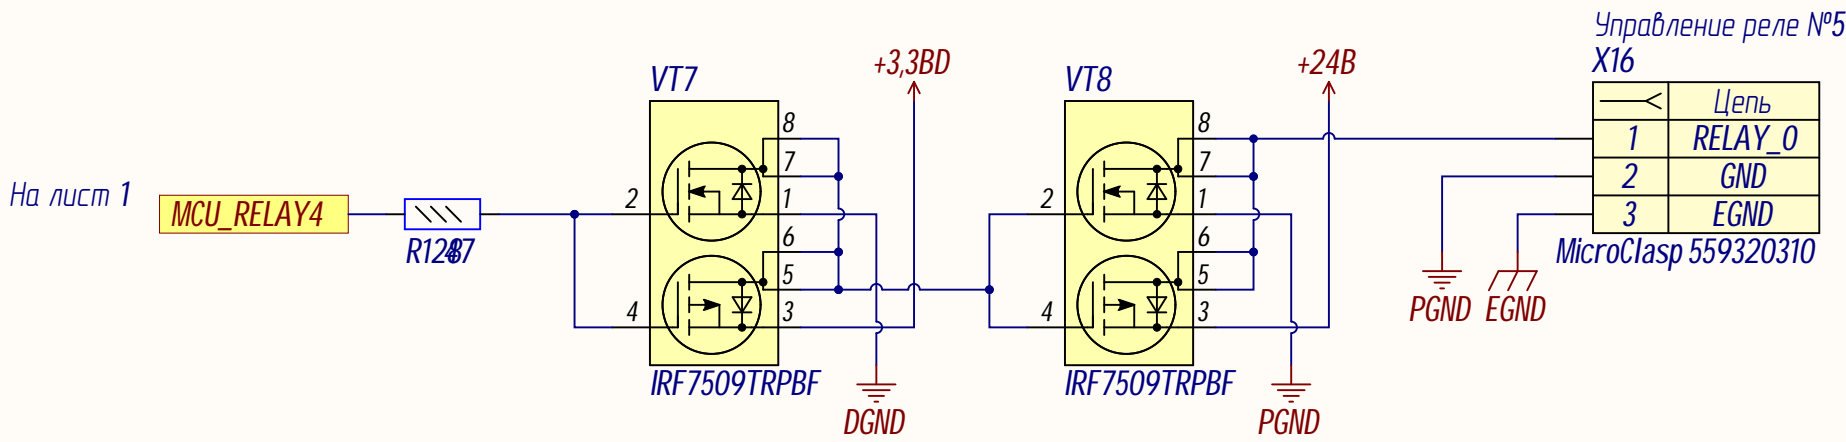 Управление реле №5
X16
Цепь
1 RELAY_0
2 GND
3 EGND
MicroClasp 559320310
PGND EGND
На лист 1
MCU_RELAY4
VT7
+3,3BD
2 8
7
1
6
5
4 3
IRF7509TRPBF
DGND
VT8
+24B
2 8
7
1
6
5
4 3
IRF7509TRPBF
PGND